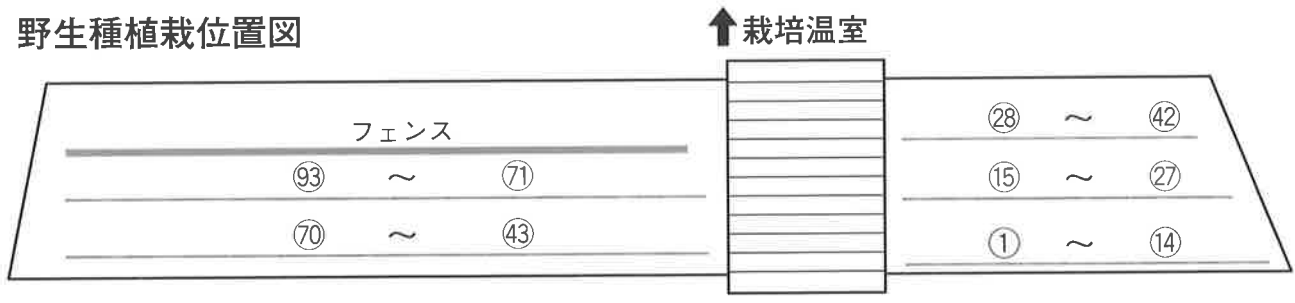 野生種植栽位置図
↑栽培温室
フェンス
㉘ ～ ㊷
93 ～ 71
⑮ ～ ㉗
70 ～ ㊸
① ～ ⑭